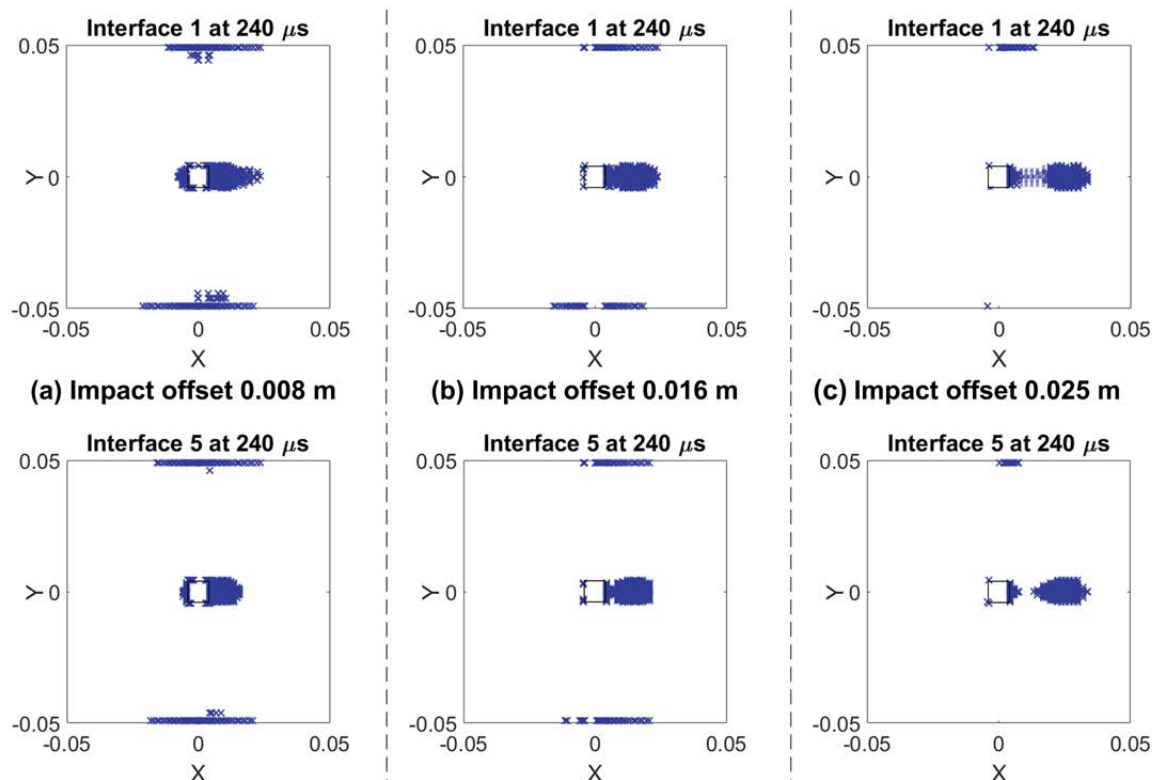 Interface 1 at 240 μs
0.05
Y 0
-0.05
-0.05 0 0.05
X
(a) Impact offset 0.008 m
Interface 1 at 240 μs
0.05
Y 0
-0.05
-0.05 0 0.05
X
(b) Impact offset 0.016 m
Interface 1 at 240 μs
0.05
Y 0
-0.05
-0.05 0 0.05
X
(c) Impact offset 0.025 m
Interface 5 at 240 μs
0.05
Y 0
-0.05
-0.05 0 0.05
X
Interface 5 at 240 μs
0.05
Y 0
-0.05
-0.05 0 0.05
X
Interface 5 at 240 μs
0.05
Y 0
-0.05
-0.05 0 0.05
X